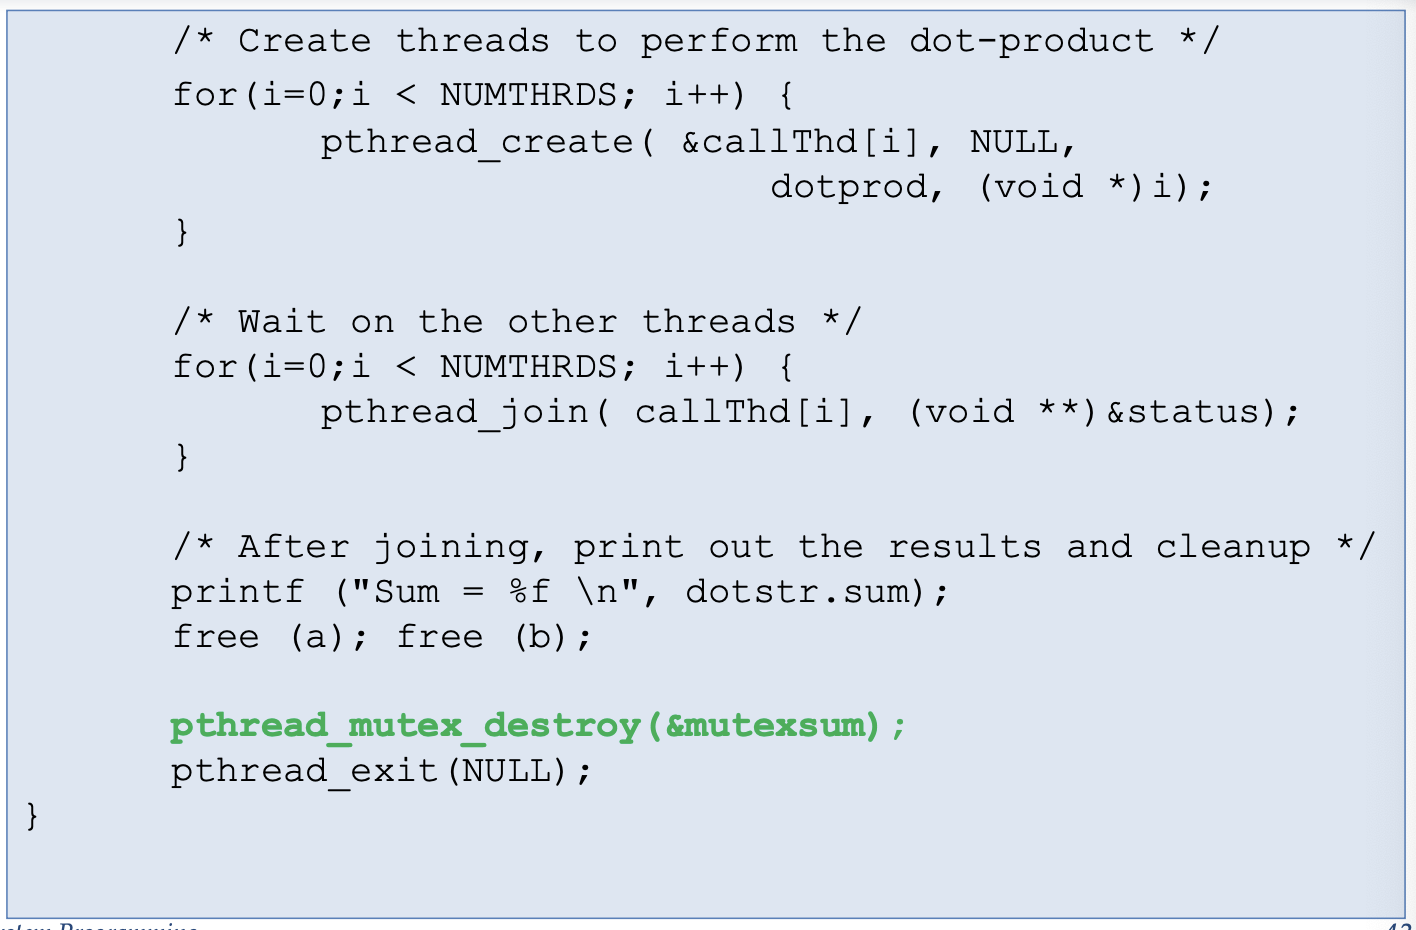 /* Create threads to perform the dot-product */
for(i=0;i < NUMTHRDS; i++) {
pthread_create( &callThd[i], NULL,
dotprod, (void *)i);
}
/* Wait on the other threads */
for(i=0;i < NUMTHRDS; i++) {
pthread_join( callThd[i], (void **)&status);
}
/* After joining, print out the results and cleanup */
printf ("Sum = %f \n", dotstr.sum);
free (a); free (b);
pthread_mutex_destroy(&mutexsum);
pthread_exit(NULL);
}